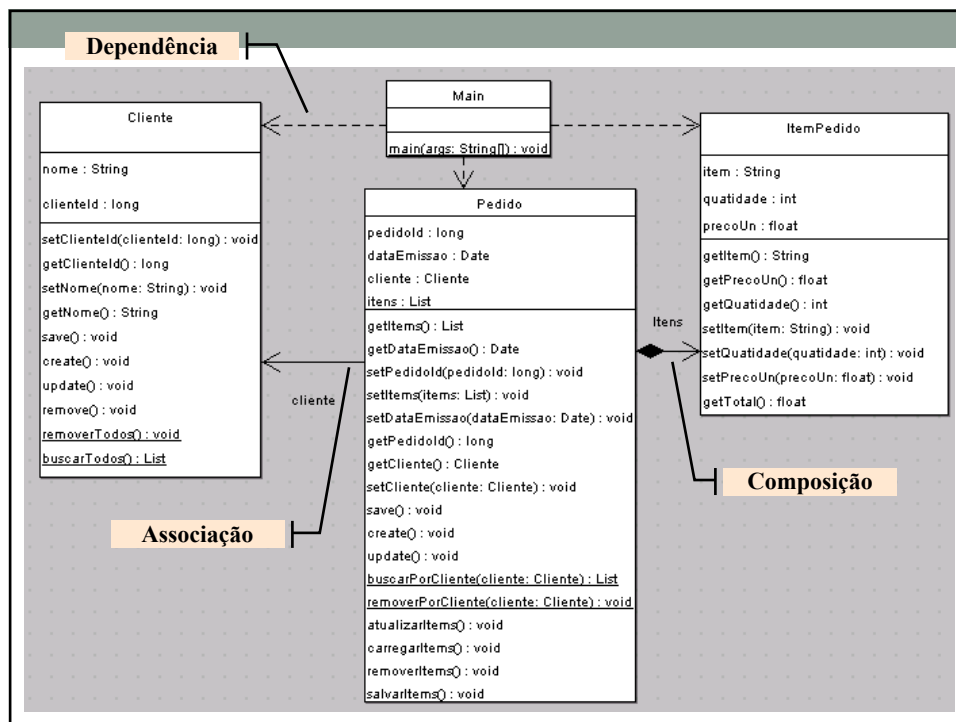 Dependência
Main
main(args: String[]) : void
Cliente
nome : String
clienteId : long
setClienteId(clienteId: long) : void
getClienteId() : long
setNome(nome: String) : void
getNome() : String
save() : void
create() : void
update() : void
remove() : void
removerTodos() : void
buscarTodos() : List
ItemPedido
item : String
quatidade : int
precoUn : float
getItem() : String
getPrecoUn() : float
getQuatidade() : int
setItem(item: String) : void
setQuatidade(quatidade: int) : void
setPrecoUn(precoUn: float) : void
getTotal() : float
Pedido
pedidoId : long
dataEmissao : Date
cliente : Cliente
itens : List
getItems() : List
getDataEmissao() : Date
setPedidoId(pedidoId: long) : void
setItems(items: List) : void
setDataEmissao(dataEmissao: Date) : void
getPedidoId() : long
getCliente() : Cliente
setCliente(cliente: Cliente) : void
save() : void
create() : void
update() : void
buscarPorCliente(cliente: Cliente) : List
removerPorCliente(cliente: Cliente) : void
atualizarItems() : void
carregarItems() : void
removerItems() : void
salvarItems() : void
Itens
cliente
Composição
Associação